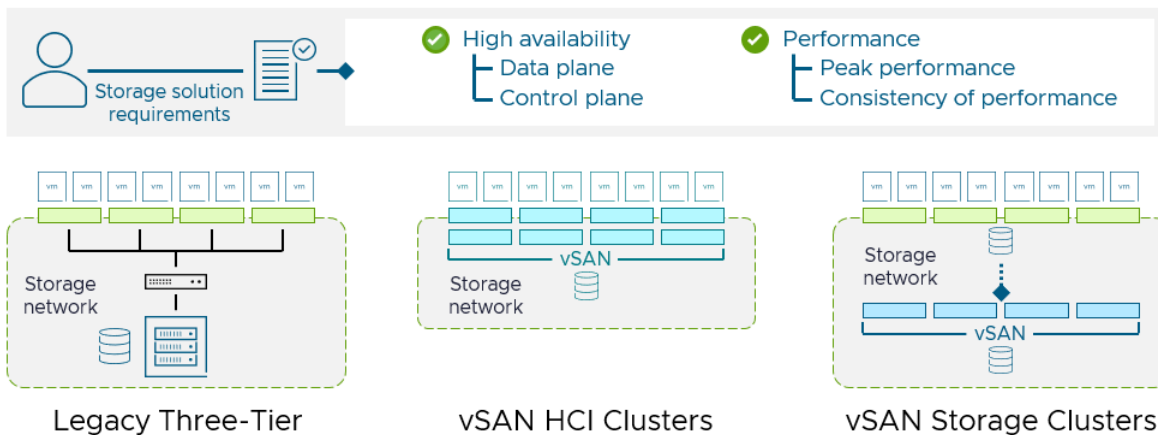 High availability
Data plane
Control plane
Performance
Peak performance
Consistency of performance
Storage solution
requirements
vm vm vm vm vm vm vm vm
vm vm vm vm vm vm vm vm
vm vm vm vm vm vm vm vm
Storage
network
vSAN
Storage
network
Storage
network
vSAN
Legacy Three-Tier
vSAN HCI Clusters
vSAN Storage Clusters